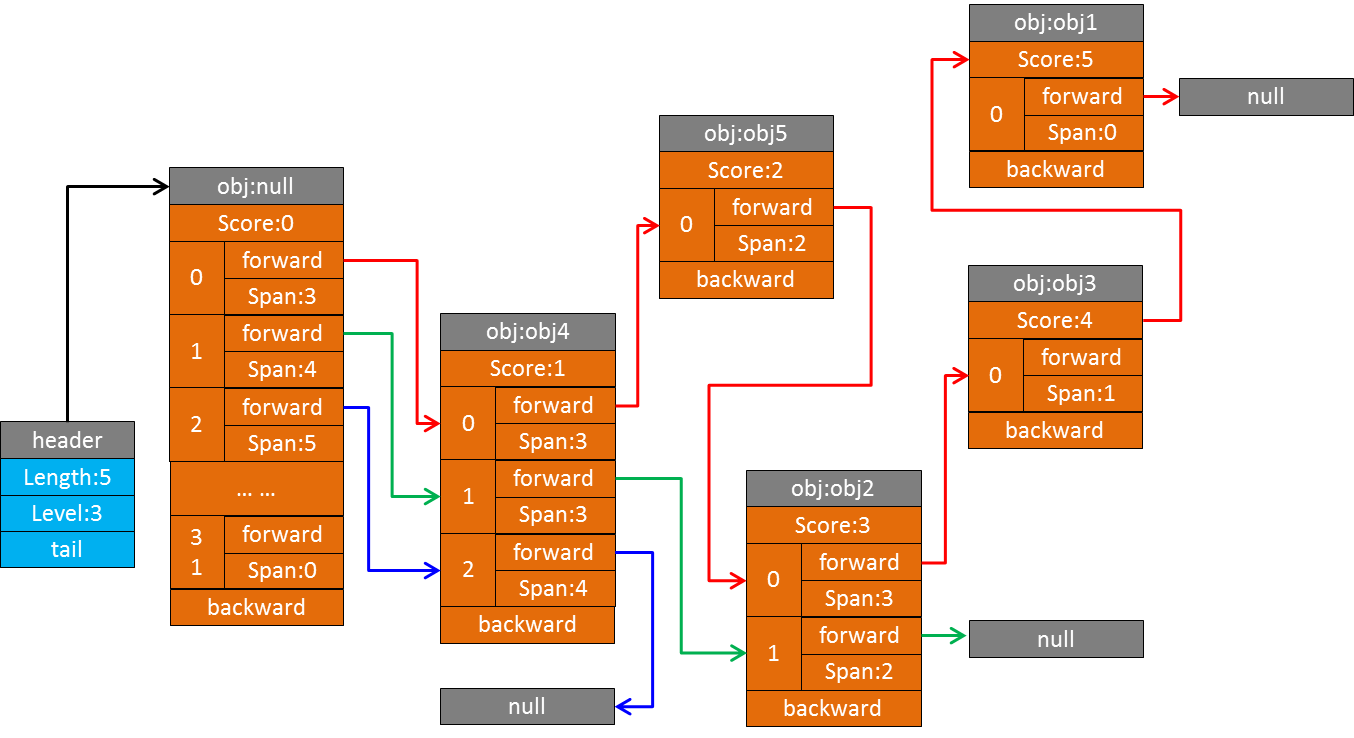 header
Length:5
Level:3
tail
obj:null
Score:0
0
forward
Span:3
1
forward
Span:4
2
forward
Span:5
... ...
3
1
forward
Span:0
backward
obj:obj4
Score:1
0
forward
Span:3
1
forward
Span:3
2
forward
Span:4
backward
null
obj:obj5
Score:2
0
forward
Span:2
backward
obj:obj2
Score:3
0
forward
Span:3
1
forward
Span:2
backward
null
obj:obj3
Score:4
0
forward
Span:1
backward
obj:obj1
Score:5
0
forward
Span:0
backward
null